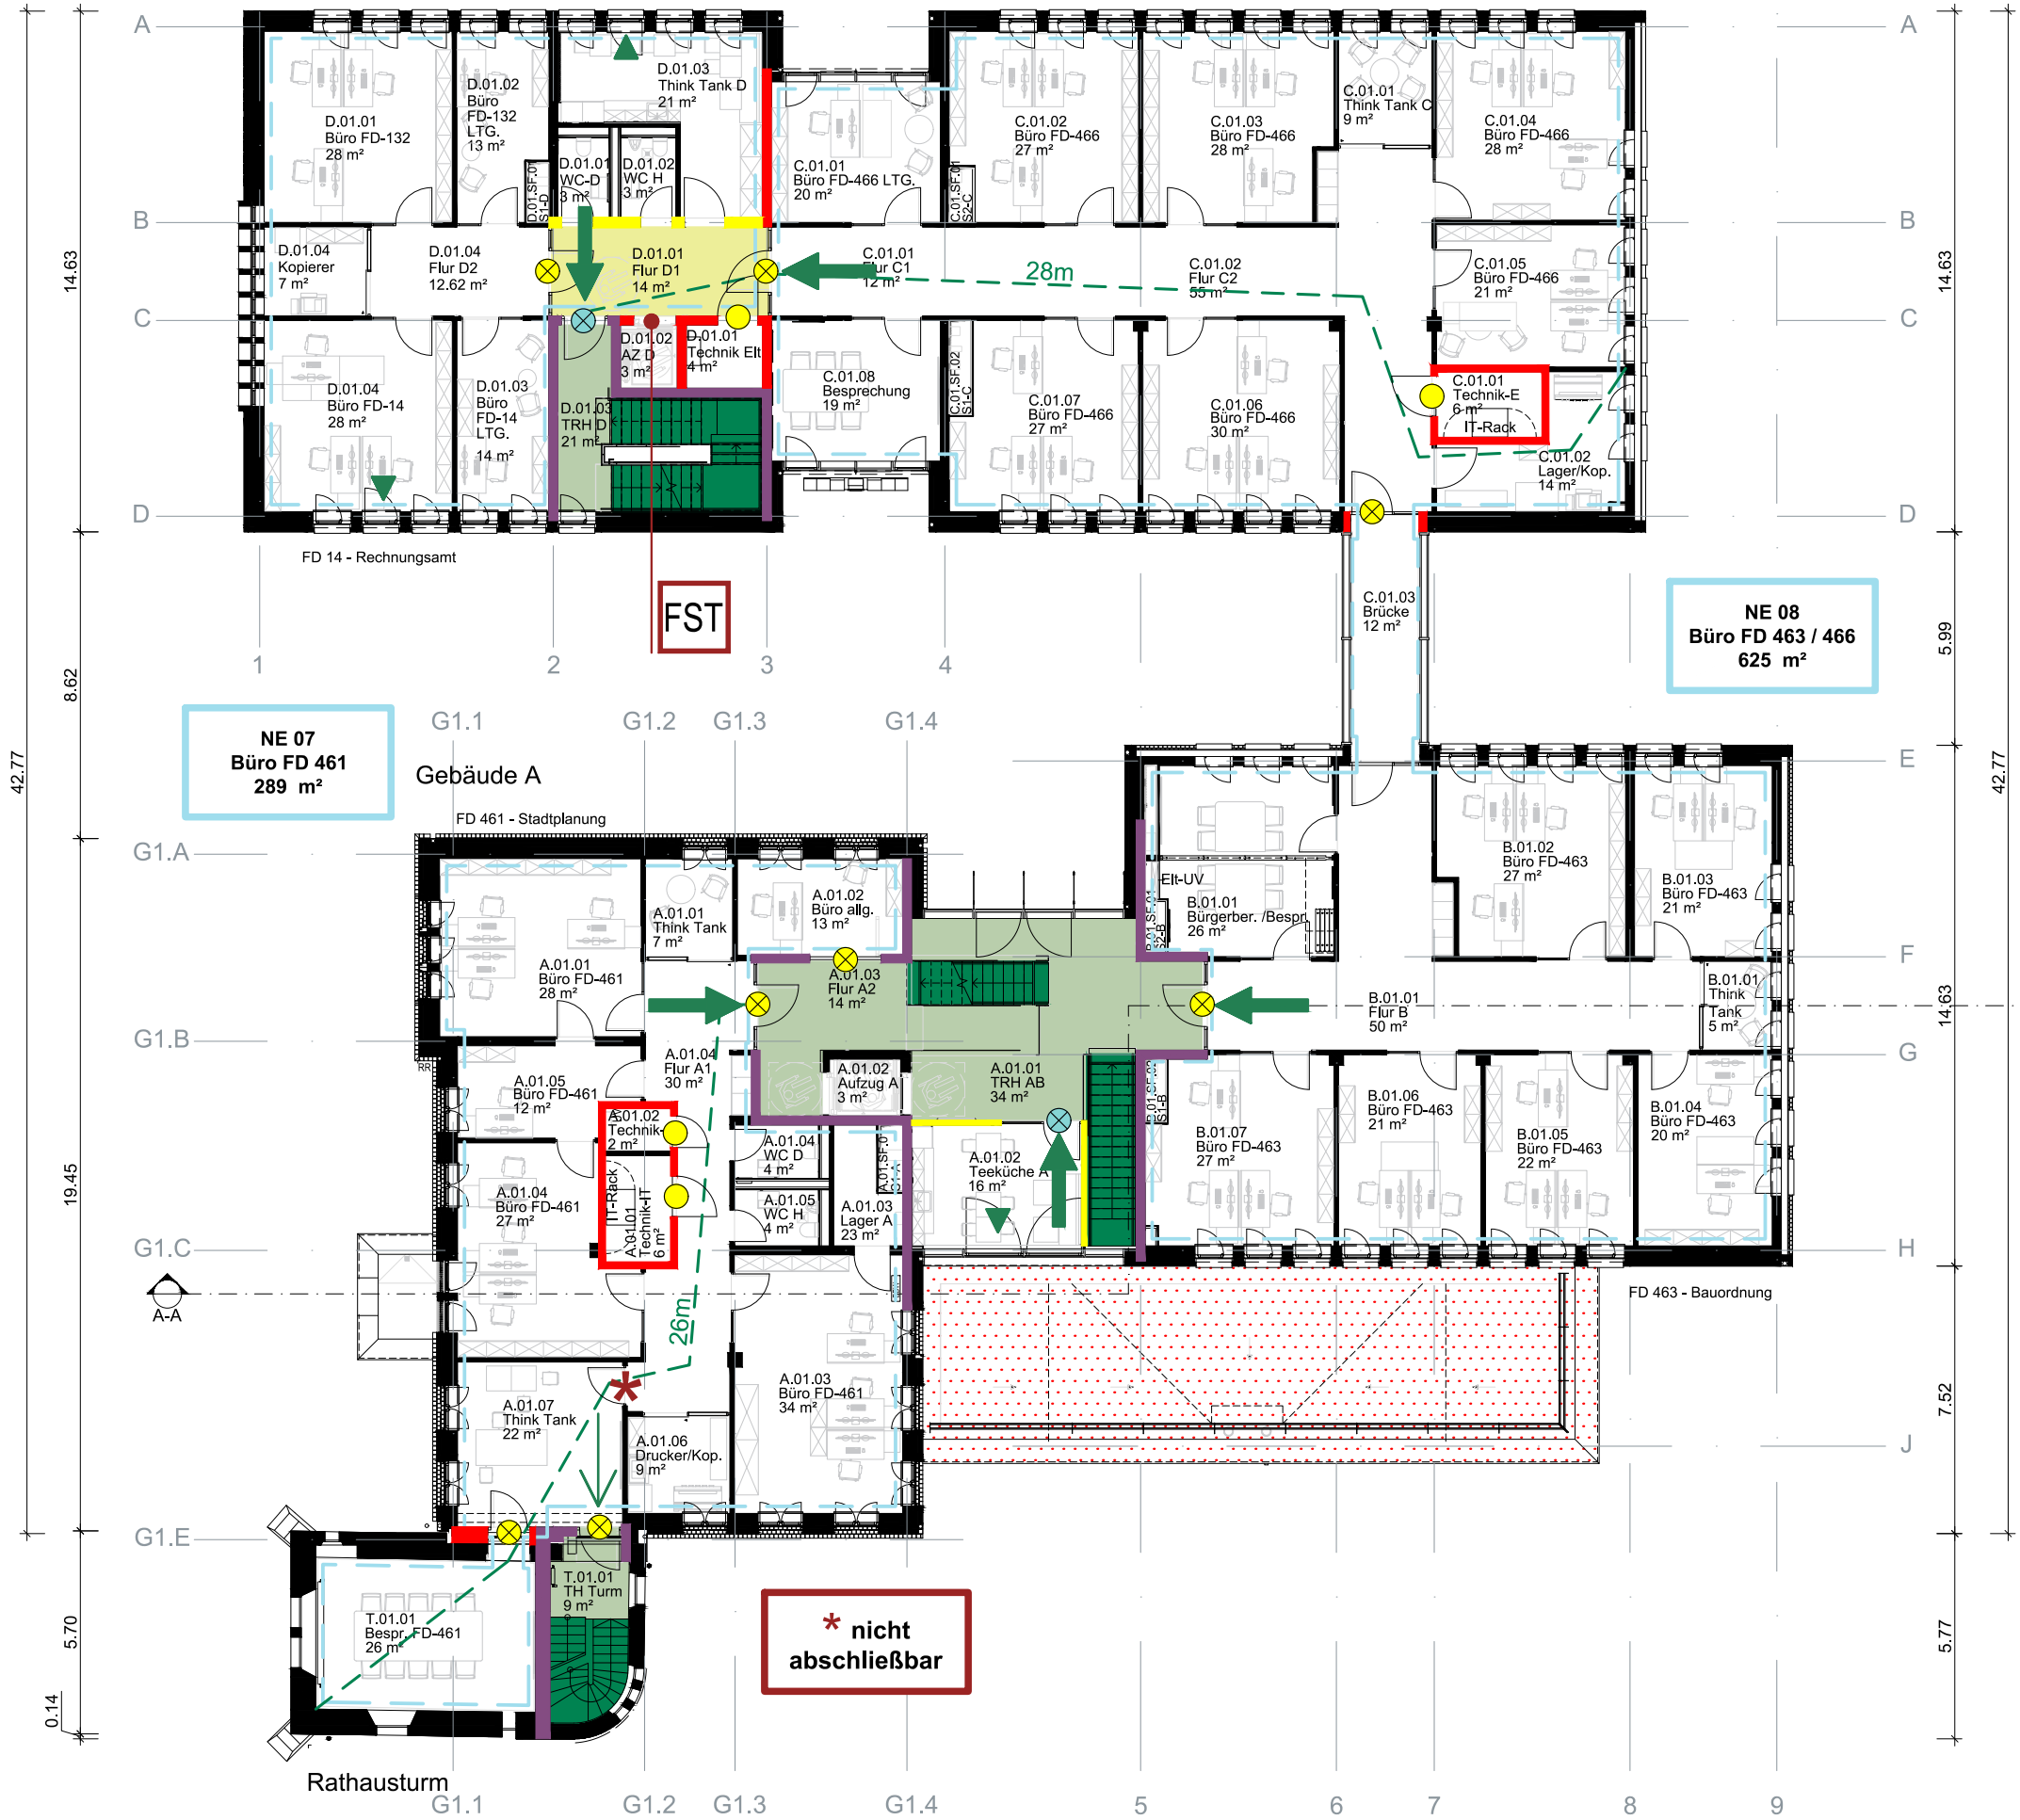 A
A
D.01.01
Büro FD-132
28 m²
D.01.02
Büro
FD-132
LTG.
13 m²
D.01.03
Think Tank D
21 m²
D.01.01
WC-D
3 m²
D.01.02
WC H
3 m²
D.01.SF.01
S1-D
C.01.01
Büro FD-466 LTG.
20 m²
C.01.02
Büro FD-466
27 m²
C.01.SF.01
S2-C
C.01.03
Büro FD-466
28 m²
C.01.01
Think Tank C
9 m²
C.01.04
Büro FD-466
28 m²
B
B
14.63
14.63
D.01.04
Kopierer
7 m²
D.01.04
Flur D2
12.62 m²
D.01.01
Flur D1
14 m²
C.01.01
Flur C1
12 m²
28m
C.01.02
Flur C2
55 m²
C.01.05
Büro FD-466
21 m²
C
C
D.01.04
Büro FD-14
28 m²
D.01.03
Büro
FD-14
LTG.
14 m²
D.01.03
TRH D
21 m²
D.01.02
AZ D
3 m²
D.01.01
Technik Elt
4 m²
C.01.08
Besprechung
19 m²
C.01.SF.02
S1-C
C.01.07
Büro FD-466
27 m²
C.01.06
Büro FD-466
30 m²
C.01.01
Technik-E
6 m²
IT-Rack
C.01.02
Lager/Kop.
14 m²
D
D
FD 14 - Rechnungsamt
FST
C.01.03
Brücke
12 m²
NE 08
Büro FD 463 / 466
625 m²
1
2
3
4
8.62
5.99
42.77
42.77
NE 07
Büro FD 461
289 m²
G1.1
G1.2
G1.3
G1.4
Gebäude A
FD 461 - Stadtplanung
E
G1.A
A.01.01
Büro FD-461
28 m²
A.01.01
Think Tank
7 m²
A.01.02
Büro allg.
13 m²
A.01.03
Flur A2
14 m²
Elt-UV
B.01.01
Bürgerber. /Bespr.
26 m²
B.01.SF.01
S2-B
B.01.02
Büro FD-463
27 m²
B.01.03
Büro FD-463
21 m²
F
B.01.01
Flur B
50 m²
B.01.01
Think
Tank
5 m²
14.63
G1.B
G
RR
A.01.04
Flur A1
30 m²
A.01.05
Büro FD-461
12 m²
A.01.02
Technik-
2 m²
A.01.02
Aufzug A
3 m²
A.01.01
TRH AB
34 m²
S1-B
B.01.07
Büro FD-463
27 m²
B.01.06
Büro FD-463
21 m²
B.01.05
Büro FD-463
22 m²
B.01.04
Büro FD-463
20 m²
19.45
A.01.04
Büro FD-461
27 m²
IT-Rack
A.01.01
Technik-IT
6 m²
A.01.04
WC D
4 m²
A.01.05
WC H
4 m²
A.01.03
Lager A
23 m²
A.01.02
Teeküche A
16 m²
G1.C
H
A-A
26m
FD 463 - Bauordnung
A.01.07
Think Tank
22 m²
*
A.01.06
Drucker/Kop.
9 m²
A.01.03
Büro FD-461
34 m²
7.52
J
G1.E
T.01.01
Bespr. FD-461
26 m²
T.01.01
TH Turm
9 m²
* nicht
abschließbar
5.70
5.77
0.14
Rathausturm
G1.1
G1.2
G1.3
G1.4
5
6
7
8
9